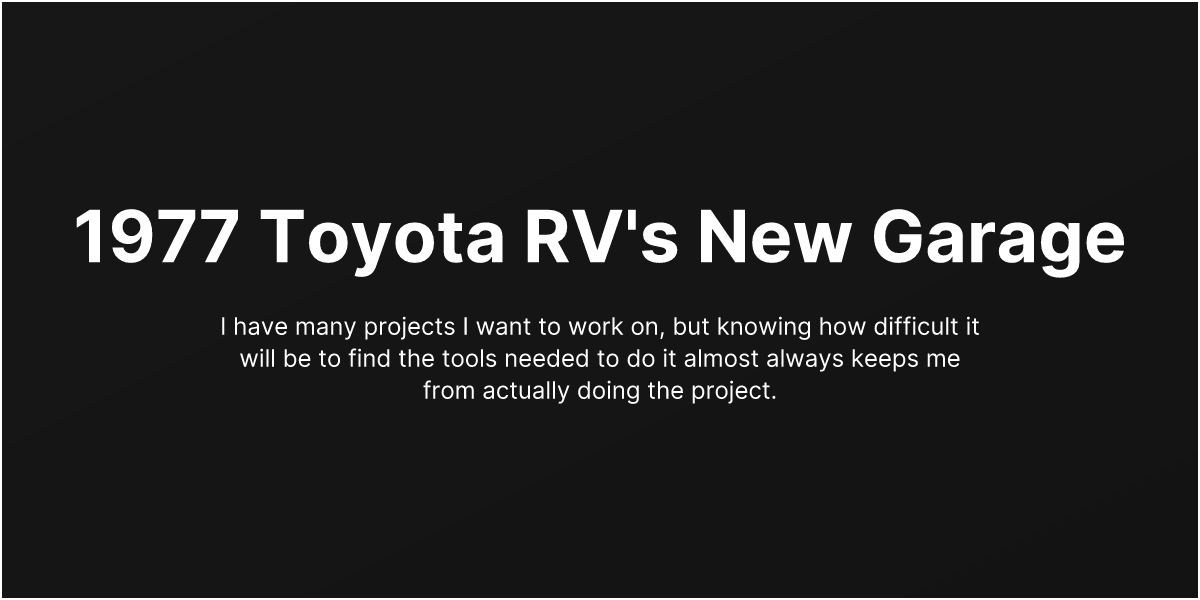 1977 Toyota RV's New Garage
I have many projects I want to work on, but knowing how difficult it
will be to find the tools needed to do it almost always keeps me
from actually doing the project.